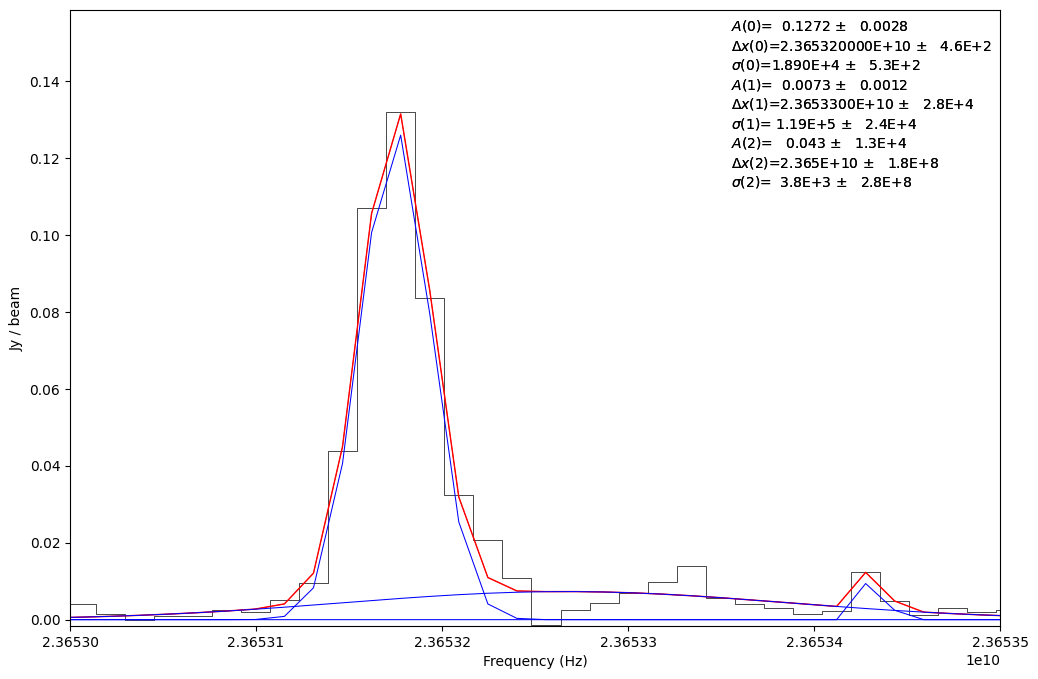 A(0)= 0.1272 ± 0.0028
Δx(0)=2.365320000E+10 ± 4.6E+2
σ(0)=1.890E+4 ± 5.3E+2
A(1)= 0.0073 ± 0.0012
Δx(1)=2.3653300E+10 ± 2.8E+4
σ(1)= 1.19E+5 ± 2.4E+4
A(2)= 0.043 ± 1.3E+4
Δx(2)=2.365E+10 ± 1.8E+8
σ(2)= 3.8E+3 ± 2.8E+8
0.14
0.12
0.10
0.08
0.06
0.04
0.02
0.00
Jy / beam
2.36530 2.36531 2.36532 2.36533 2.36534 2.36535
Frequency (Hz)
1e10